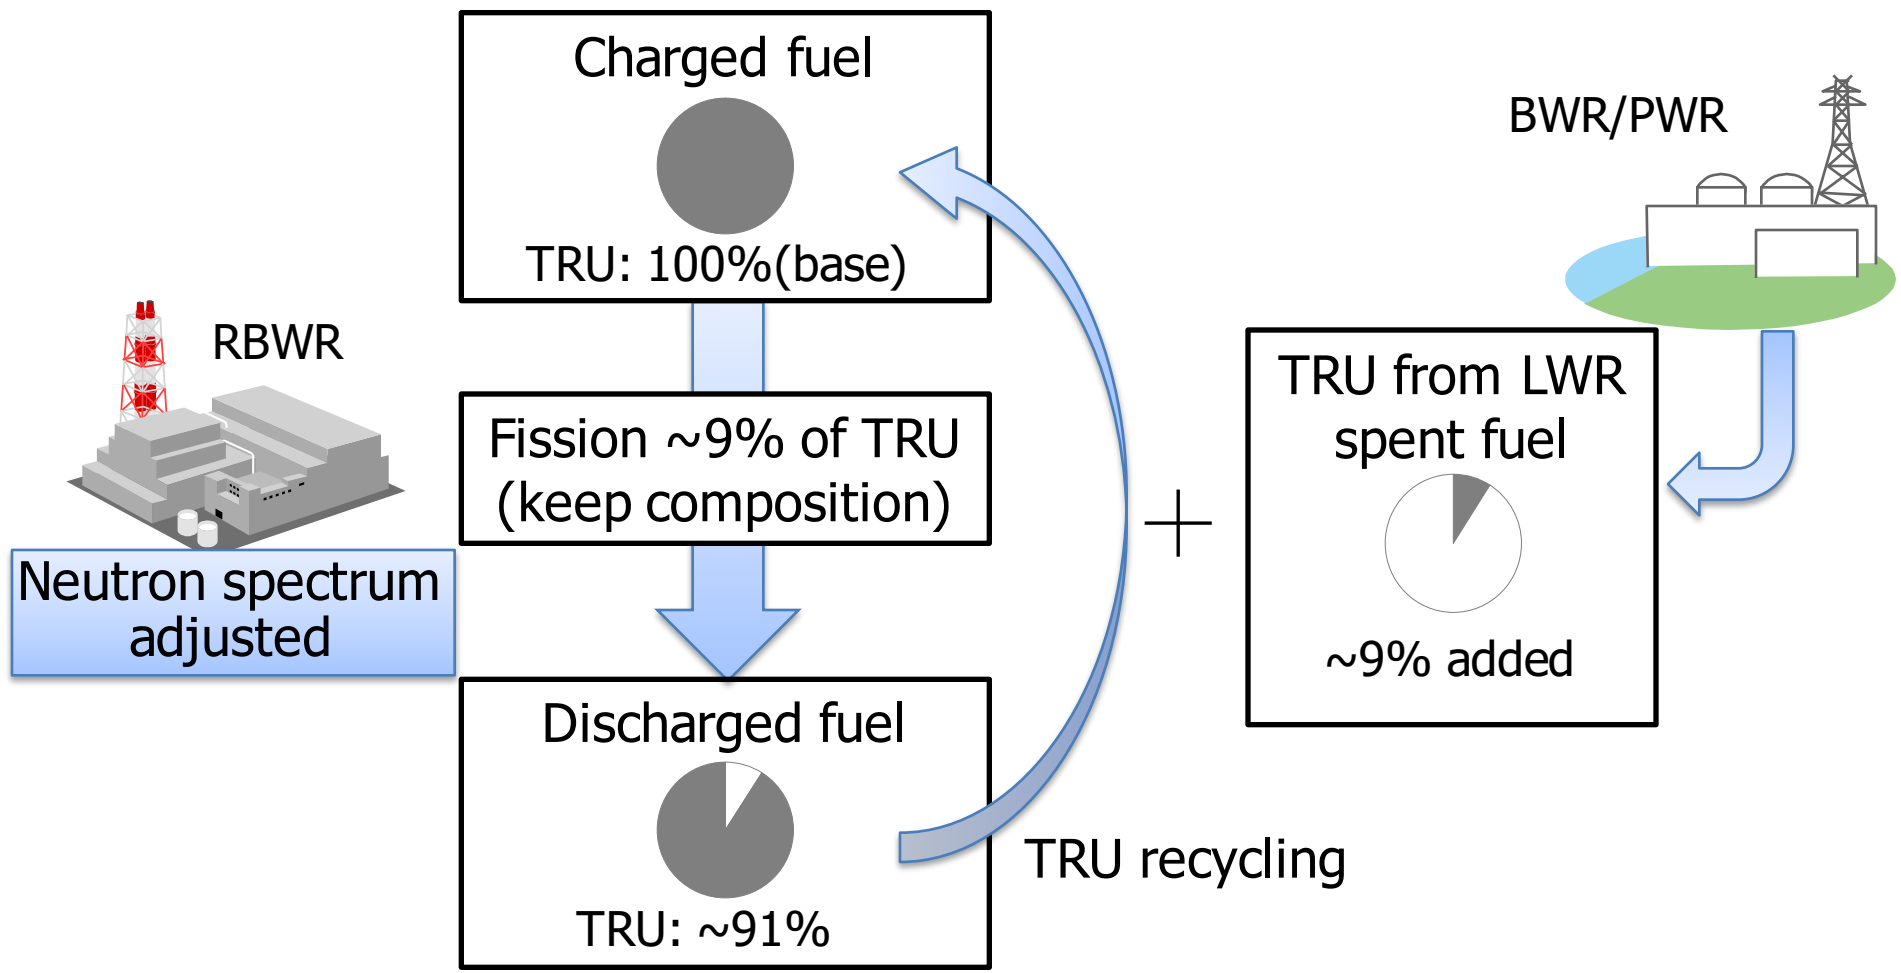 Charged fuel
TRU: 100%(base)
RBWR
Fission ~9% of TRU
(keep composition)
Neutron spectrum
adjusted
Discharged fuel
TRU: ~91%
TRU recycling
+
BWR/PWR
TRU from LWR
spent fuel
~9% added